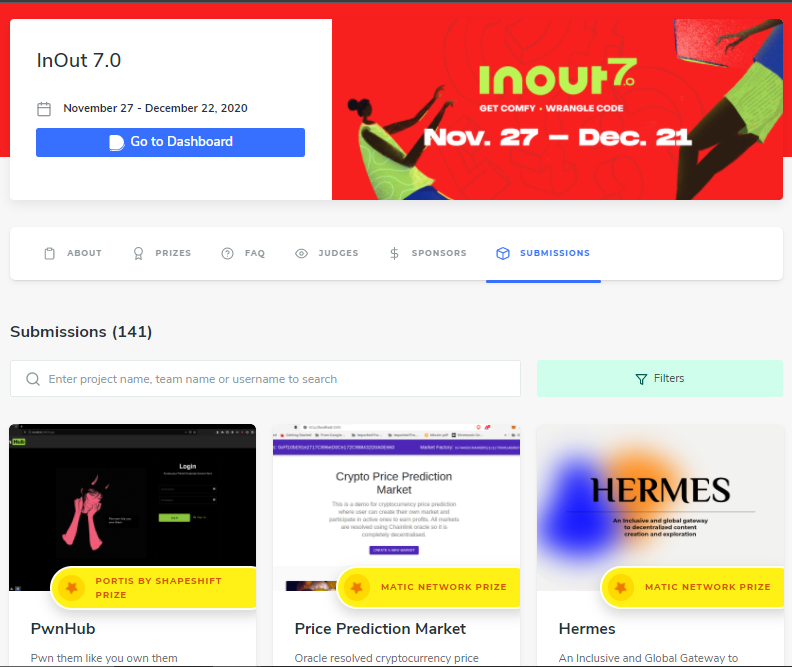 InOut 7.0
November 27 - December 22, 2020
Go to Dashboard
inout 7.0
GET COMFY • WRANGLE CODE
Nov. 27 — Dec. 21
ABOUT
PRIZES
FAQ
JUDGES
SPONSORS
SUBMISSIONS
Submissions (141)
Enter project name, team name or username to search
Filters
Hub
Login
PORTIS BY SHAPESHIFT
PRIZE
PwnHub
Pwn them like you own them
Market Factory:
Crypto Price Prediction
Market
This is a demo for cryptocurrency price prediction
where user can create their own market and
participate in active ones to earn profits. All markets
are resolved using Chainlink oracle so it is
completely decentralised.
CREATE A NEW MARKET
MATIC NETWORK PRIZE
Price Prediction Market
Oracle resolved cryptocurrency price
HERMES
An Inclusive and global gateway
to decentralized content
creation and exploration
MATIC NETWORK PRIZE
Hermes
An Inclusive and Global Gateway to